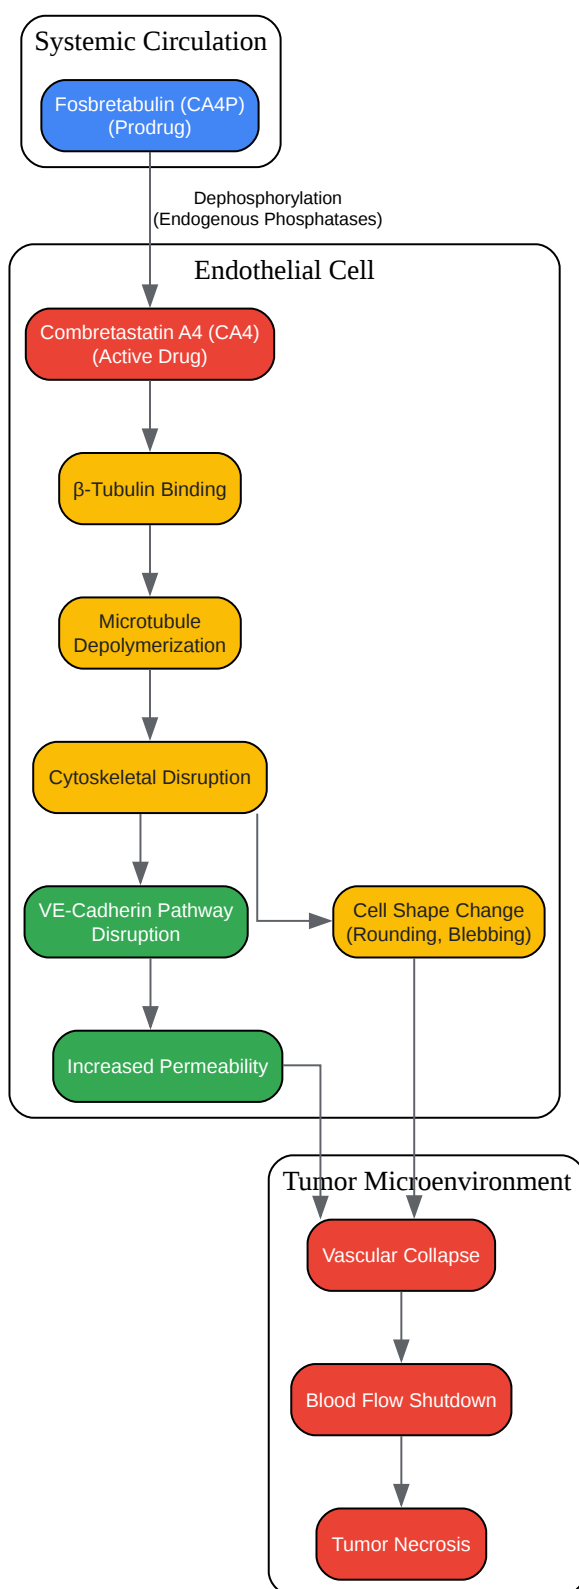 Systemic Circulation
Fosbretabulin (CA4P)
(Prodrug)
Dephosphorylation
(Endogenous Phosphatases)
Endothelial Cell
Combretastatin A4 (CA4)
(Active Drug)
β-Tubulin Binding
Microtubule
Depolymerization
Cytoskeletal Disruption
VE-Cadherin Pathway
Disruption
Cell Shape Change
(Rounding, Blebbing)
Increased Permeability
Tumor Microenvironment
Vascular Collapse
Blood Flow Shutdown
Tumor Necrosis